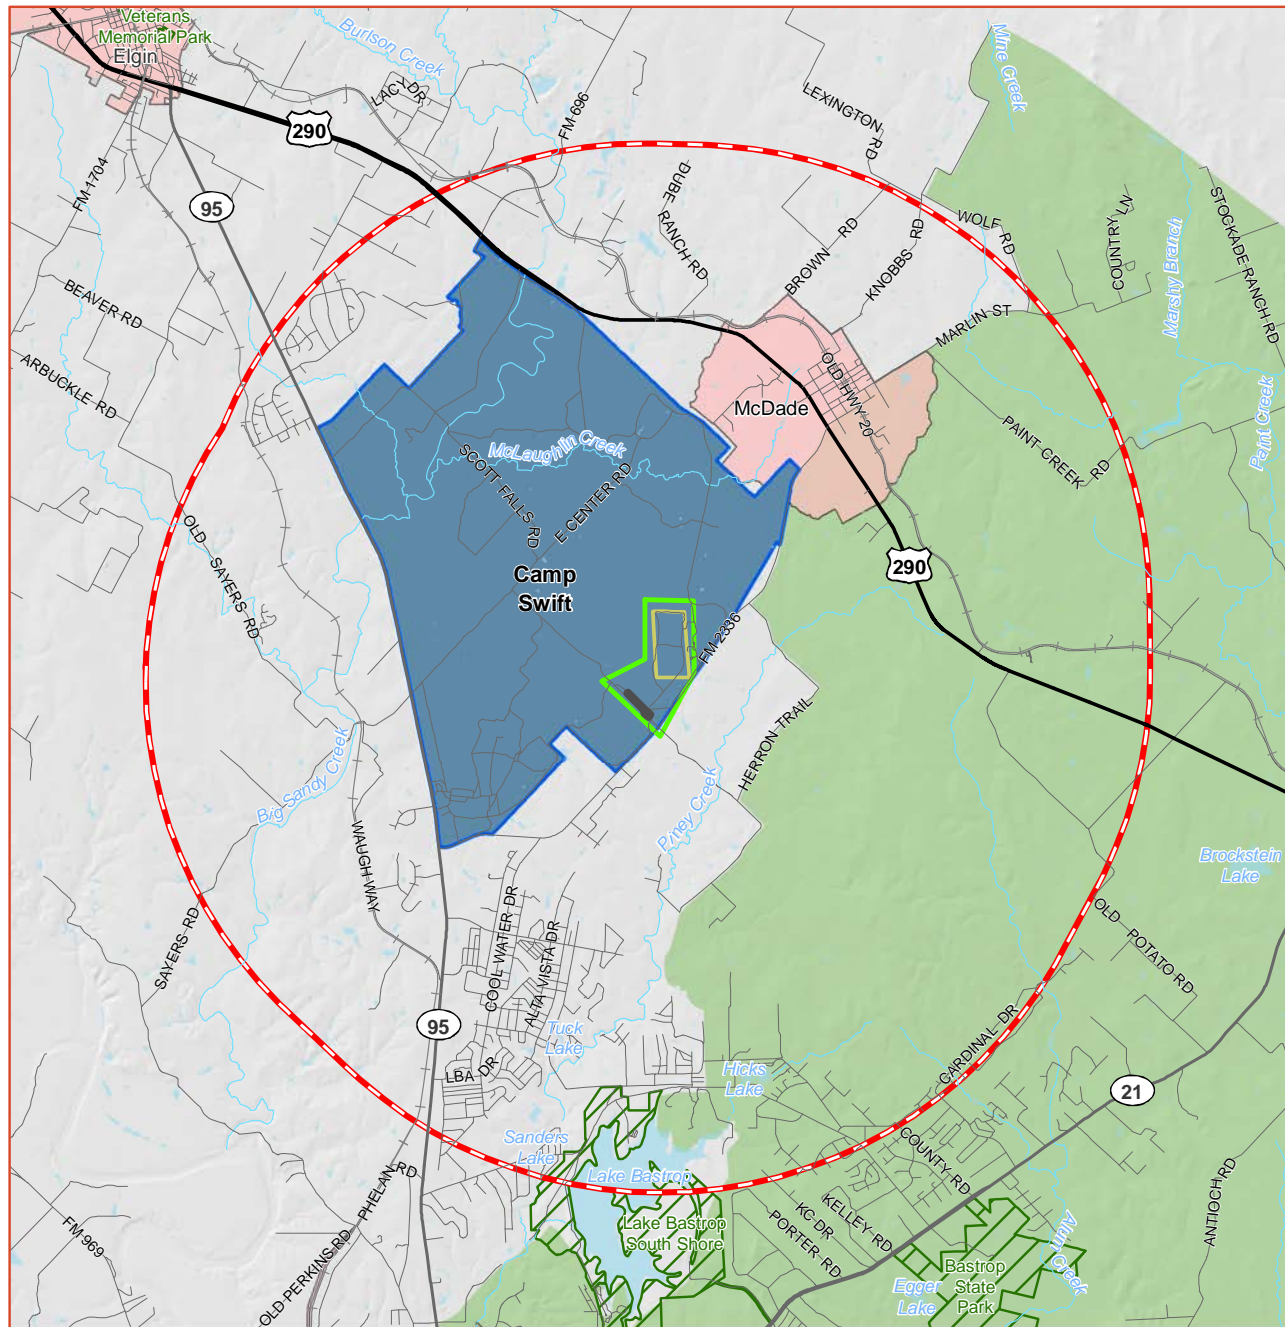 Veterans
Memorial Park
Elgin
Burlson Creek
LACY DR
290
FM 696
Mine Creek
LEXINGTON RD
FM 1704
95
DUBE RANCH RD
BROWN RD
KNOBBS RD
WOLF RD
COUNTRY LN
STOCKADE RANCH RD
Marshy Branch
BEAVER RD
ARBUCKLE RD
MARLIN ST
OLD HWY 20
McDade
Paint Creek
PAINT CREEK RD
McLaughlin Creek
SCOTT FALLS RD
E CENTER RD
OLD SAYERS RD
Camp
Swift
290
FM 2336
HERRON TRAIL
Big Sandy Creek
Piney Creek
WAUGH WAY
Brockstein
Lake
SAYERS RD
COOL WATER DR
ALTA VISTA DR
OLD POTATO RD
95
Tuck
Lake
LBA DR
Hicks
Lake
CARDINAL DR
21
Sanders
Lake
Lake Bastrop
COUNTY RD
PHELAN RD
ANTIOCH RD
Lake Bastrop
South Shore
KELLEY RD
KC DR
PORTER RD
Alum Creek
FM 969
OLD PERKINS RD
Egger
Lake
Bastrop
State
Park